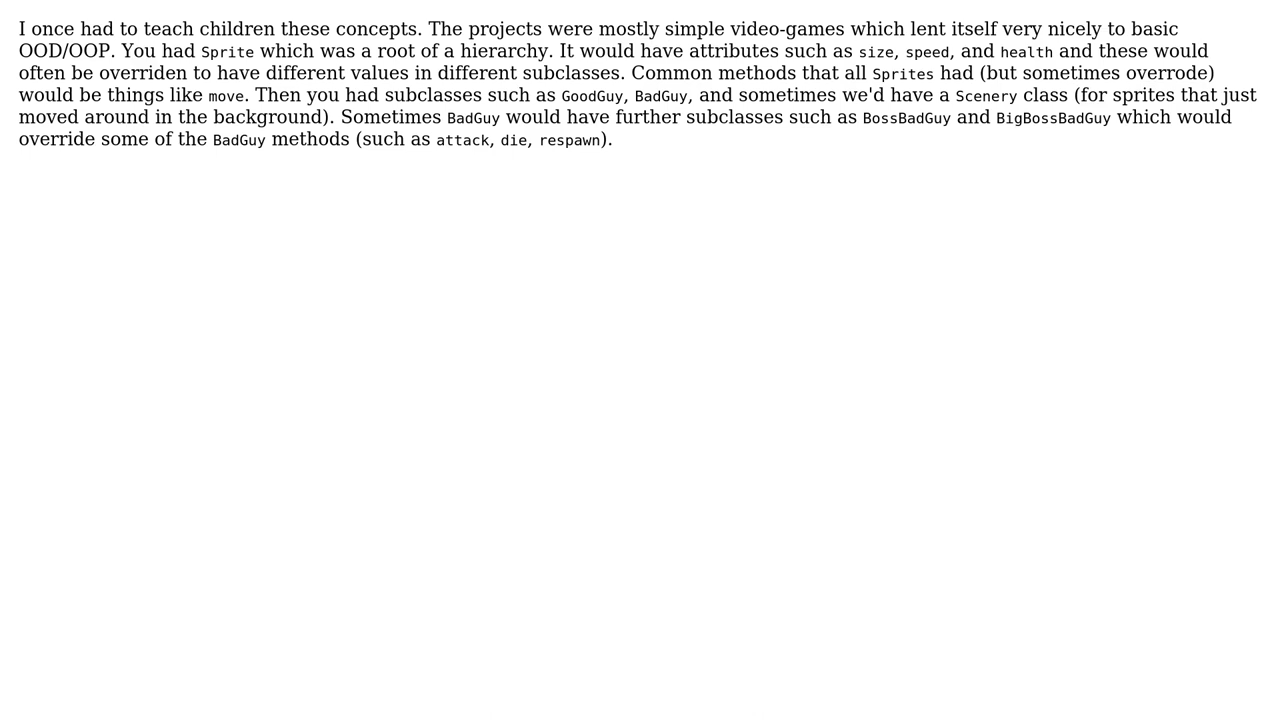 I once had to teach children these concepts. The projects were mostly simple video-games which lent itself very nicely to basic
OOD/OOP. You had Sprite which was a root of a hierarchy. It would have attributes such as size, speed, and health and these would
often be overriden to have different values in different subclasses. Common methods that all Sprites had (but sometimes overrode)
would be things like move. Then you had subclasses such as GoodGuy, BadGuy, and sometimes we'd have a Scenery class (for sprites that just
moved around in the background). Sometimes BadGuy would have further subclasses such as BossBadGuy and BigBossBadGuy which would
override some of the BadGuy methods (such as attack, die, respawn).